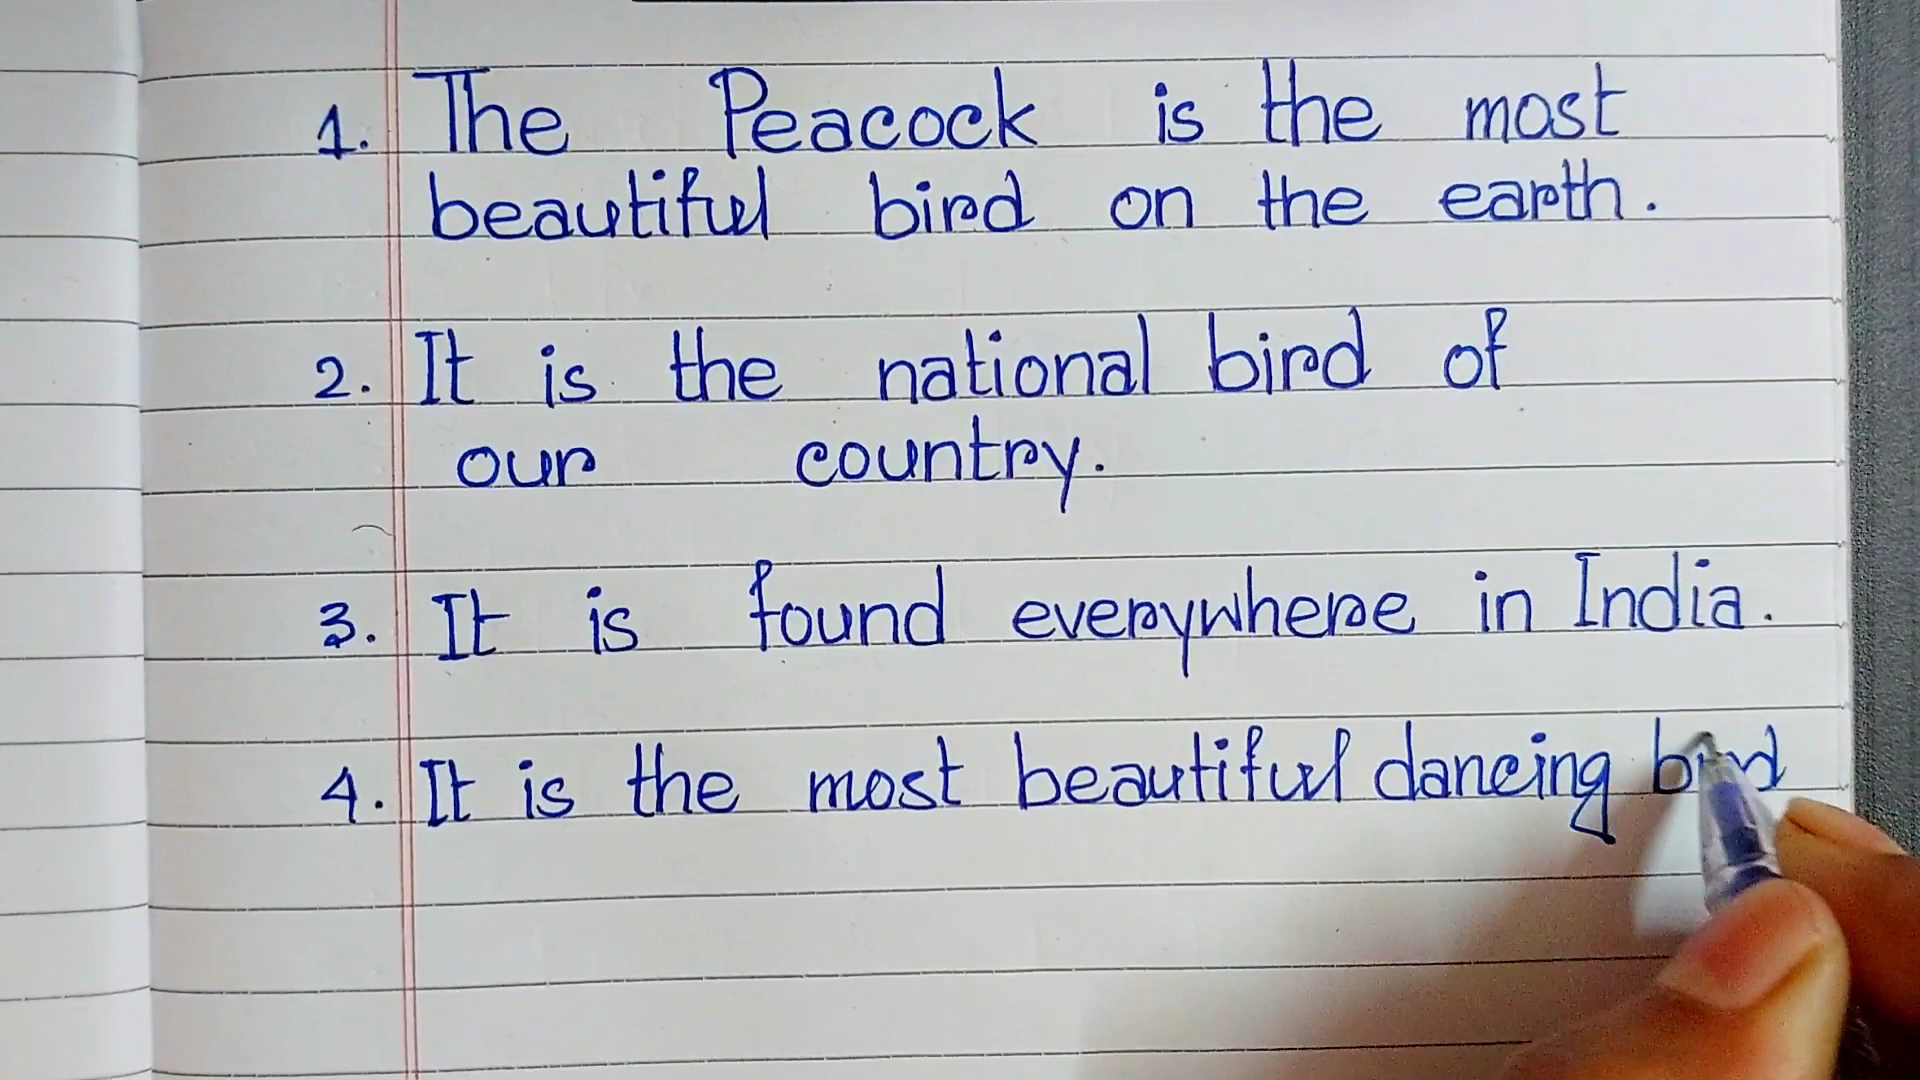 1. The Peacock is the most
beautiful bird on the earth.
2. It is the national bird of
our country.
3. It is found everywhere in India.
4. It is the most beautiful dancing bird